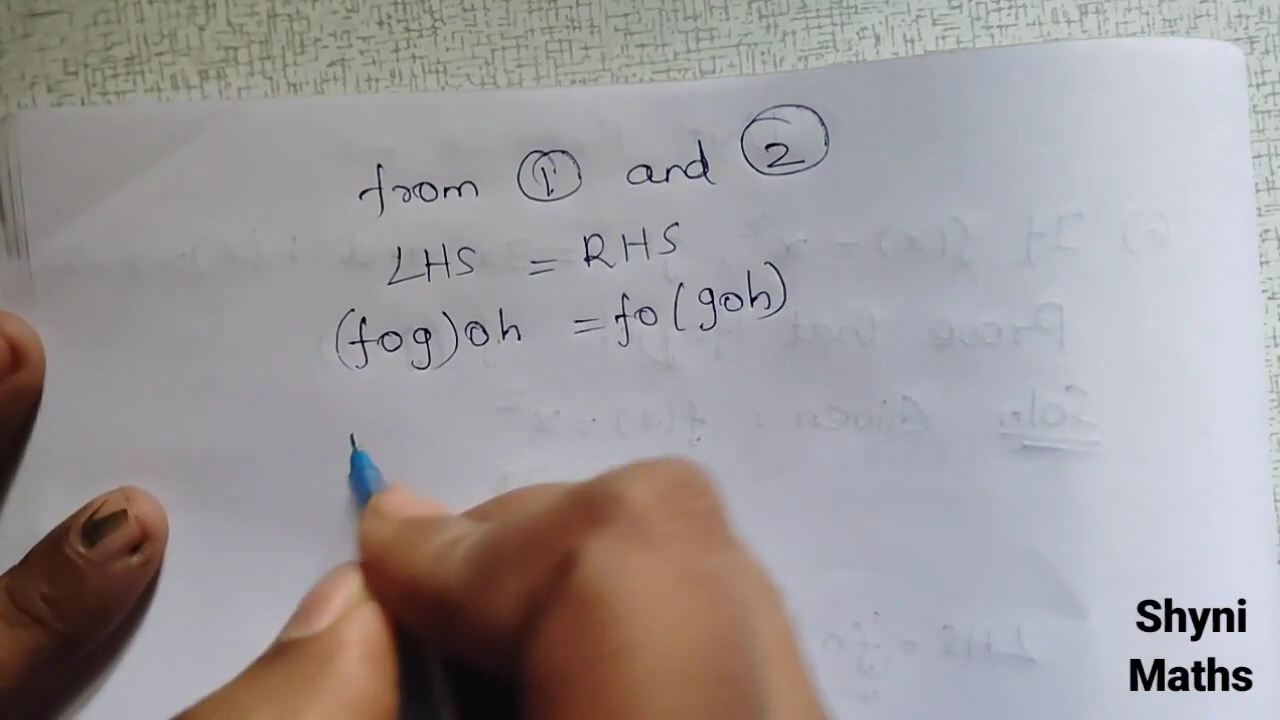 from ① and ②
LHS = RHS
(fog)oh = fo(goh)
Shyni
Maths